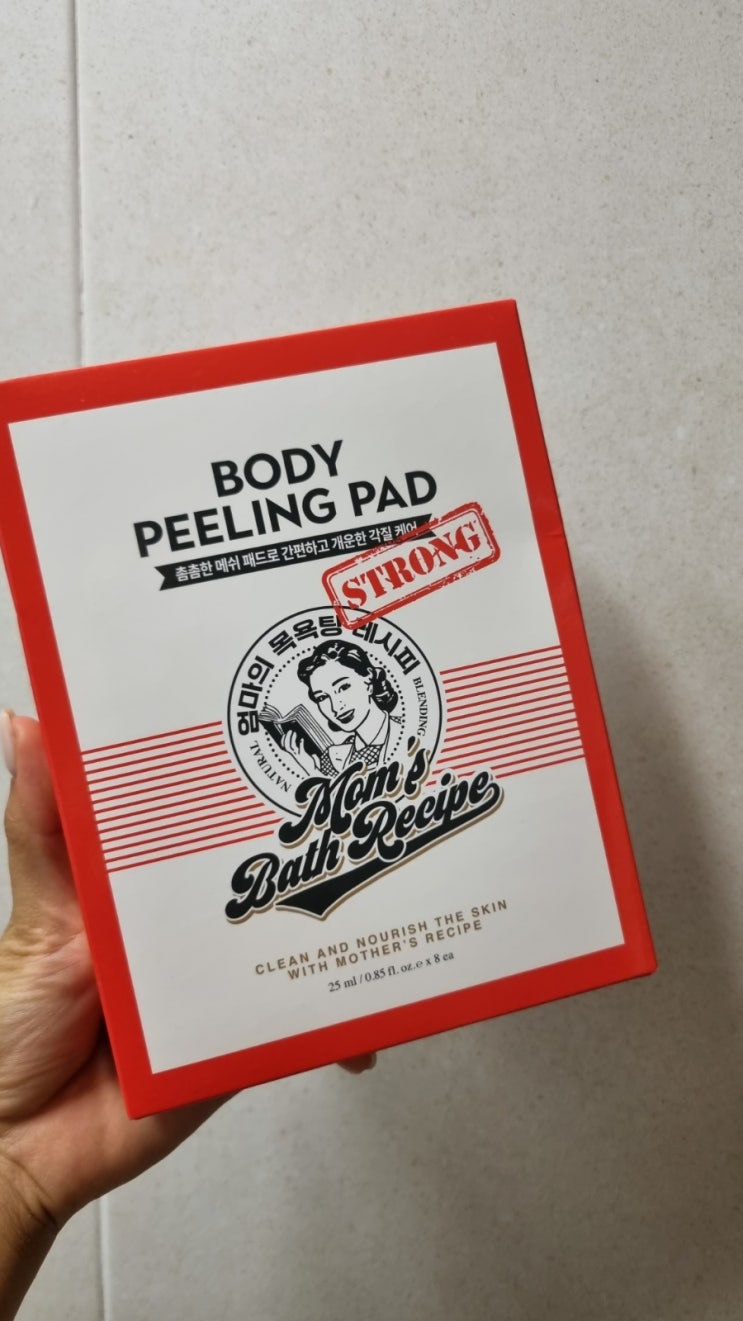 BODY
PEELING PAD
촘촘한 메쉬 패드로 간편하고 개운한 각질 케어
STRONG
엄마의 목욕탕 레시피
NATURAL
BLENDING
Mom's
Bath Recipe
CLEAN AND NOURISH THE SKIN
WITH MOTHER'S RECIPE
25 ml / 0.85 fl. oz.℮ x 8 ea